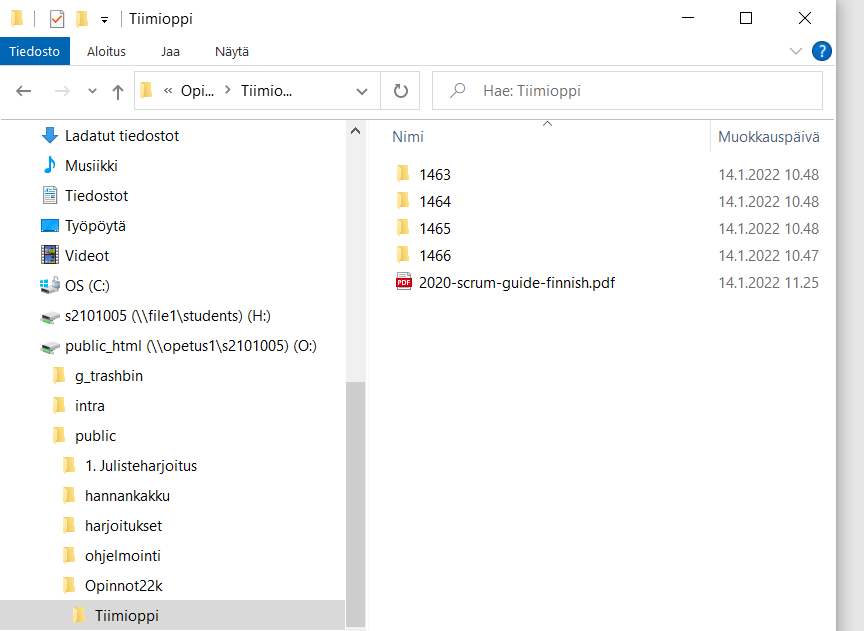 Tiimioppi
Tiedosto Aloitus Jaa Näytä ?
« Opi... > Tiimio... Hae: Tiimioppi
Ladatut tiedostot
Musiikki
Tiedostot
Työpöytä
Videot
OS (C:)
s2101005 (\\file1\students) (H:)
public_html (\\opetus1\s2101005) (O:)
g_trashbin
intra
public
1. Julisteharjoitus
hannankakku
harjoitukset
ohjelmointi
Opinnot22k
Tiimioppi
Nimi Muokkauspäivä
1463 14.1.2022 10.48
1464 14.1.2022 10.48
1465 14.1.2022 10.48
1466 14.1.2022 10.47
PDF 2020-scrum-guide-finnish.pdf 14.1.2022 11.25